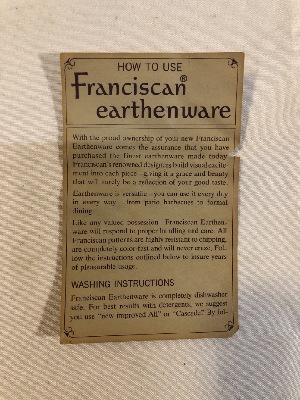 HOW TO USE
Franciscan®
earthenware
With the proud ownership of your new Franciscan
Earthenware comes the assurance that you have
purchased the finest earthenware made today.
Franciscan's renowned designers build visual excite-
ment into each piece—giving it a grace and beauty
that will surely be a reflection of your good taste.
Earthenware is versatile—you can use it every day
in every way—from patio barbecues to formal
dining.
Like any valued possession—Franciscan Earthen-
ware will respond to proper handling and care. All
Franciscan patterns are highly resistant to chipping,
are completely color-fast and will never craze. Fol-
low the instructions outlined below to insure years
of pleasurable usage.
WASHING INSTRUCTIONS
Franciscan Earthenware is completely dishwasher
safe. For best results with detergents, we suggest
you use "new improved All" or "Cascade." By fol-